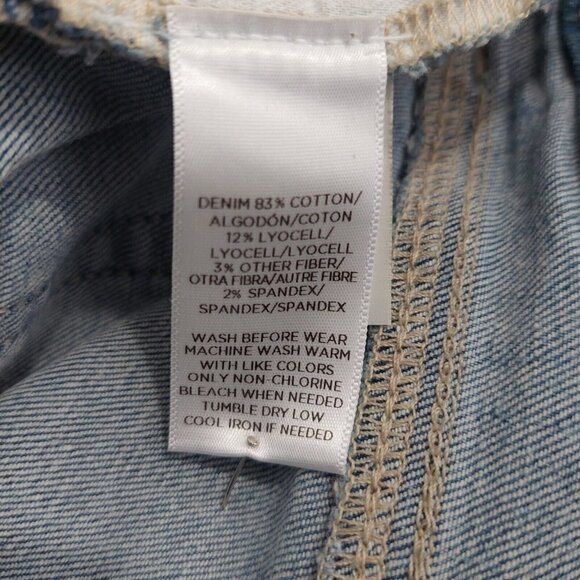 DENIM 83% COTTON/
ALGODÓN/COTON
12% LYOCELL/
LYOCELL/LYOCELL
3% OTHER FIBER/
OTRA FIBRA/AUTRE FIBRE
2% SPANDEX/
SPANDEX/SPANDEX
WASH BEFORE WEAR
MACHINE WASH WARM
WITH LIKE COLORS
ONLY NON-CHLORINE
BLEACH WHEN NEEDED
TUMBLE DRY LOW
COOL IRON IF NEEDED